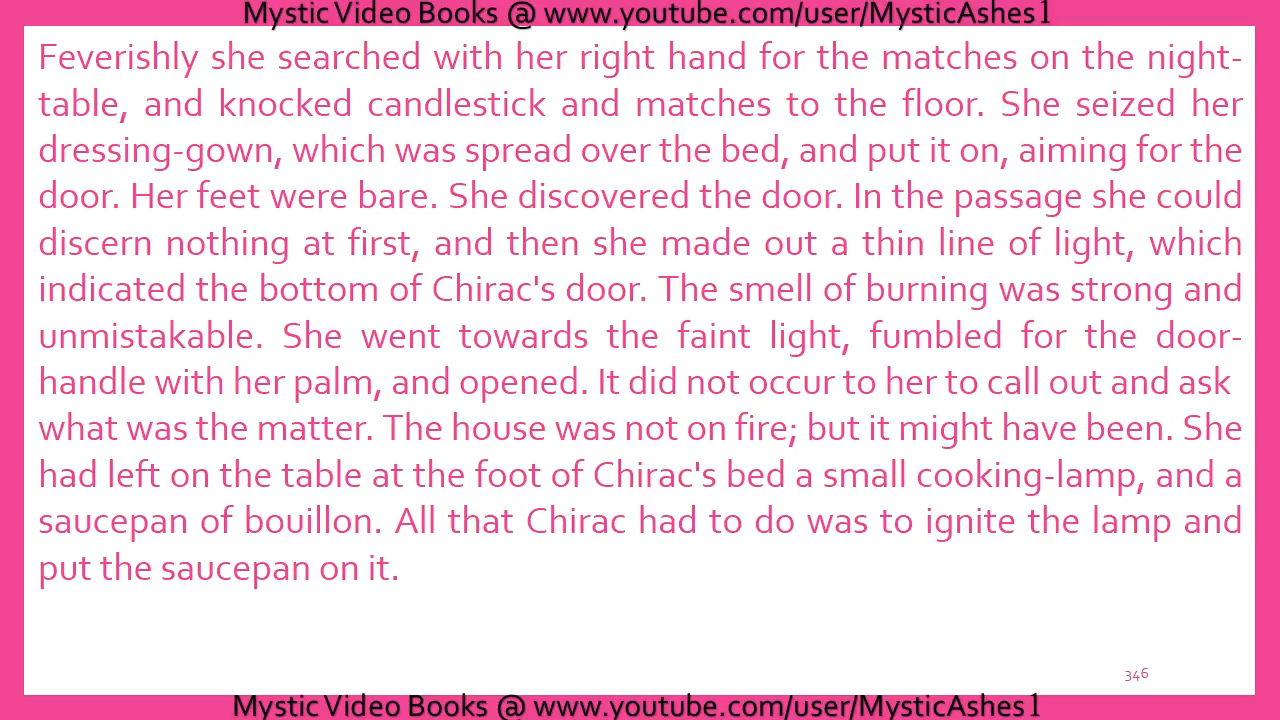 Mystic Video Books @ www.youtube.com/user/MysticAshes1
Feverishly she searched with her right hand for the matches on the night-
table, and knocked candlestick and matches to the floor. She seized her
dressing-gown, which was spread over the bed, and put it on, aiming for the
door. Her feet were bare. She discovered the door. In the passage she could
discern nothing at first, and then she made out a thin line of light, which
indicated the bottom of Chirac's door. The smell of burning was strong and
unmistakable. She went towards the faint light, fumbled for the door-
handle with her palm, and opened. It did not occur to her to call out and ask
what was the matter. The house was not on fire; but it might have been. She
had left on the table at the foot of Chirac's bed a small cooking-lamp, and a
saucepan of bouillon. All that Chirac had to do was to ignite the lamp and
put the saucepan on it.
346
Mystic Video Books @ www.youtube.com/user/MysticAshes1